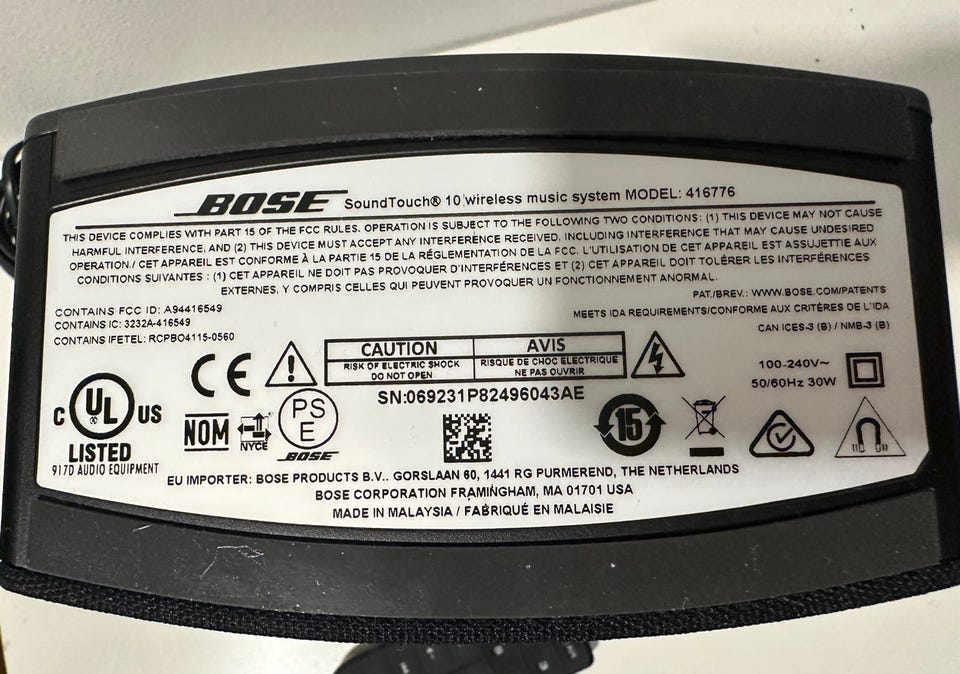 BOSE SoundTouch® 10 wireless music system MODEL: 416776
THIS DEVICE COMPLIES WITH PART 15 OF THE FCC RULES. OPERATION IS SUBJECT TO THE FOLLOWING TWO CONDITIONS: (1) THIS DEVICE MAY NOT CAUSE
HARMFUL INTERFERENCE, AND (2) THIS DEVICE MUST ACCEPT ANY INTERFERENCE RECEIVED, INCLUDING INTERFERENCE THAT MAY CAUSE UNDESIRED
OPERATION./ CET APPAREIL EST CONFORME À LA PARTIE 15 DE LA RÉGLEMENTATION DE LA FCC. L'UTILISATION DE CET APPAREIL EST ASSUJETTIE AUX
CONDITIONS SUIVANTES : (1) CET APPAREIL NE DOIT PAS PROVOQUER D'INTERFÉRENCES ET (2) CET APPAREIL DOIT TOLÉRER LES INTERFÉRENCES
EXTERNES, Y COMPRIS CELLES QUI PEUVENT PROVOQUER UN FONCTIONNEMENT ANORMAL.
PAT./BREV.: WWW.BOSE.COM/PATENTS
CONTAINS FCC ID: A94416549
MEETS IDA REQUIREMENTS/CONFORME AUX CRITÈRES DE L'IDA
CONTAINS IC: 3232A-416549
CAN ICES-3 (B) / NMB-3 (B)
CONTAINS IFETEL: RCPBO4115-0560
CE
CAUTION AVIS
RISK OF ELECTRIC SHOCK
DO NOT OPEN
RISQUE DE CHOC ELECTRIQUE
NE PAS OUVRIR
100-240V~
50/60Hz 30W
SN:069231P82496043AE
C UL US
LISTED
917D AUDIO EQUIPMENT
NOM
NYCE
PS
E
BOSE
15
EU IMPORTER: BOSE PRODUCTS B.V.. GORSLAAN 60, 1441 RG PURMEREND, THE NETHERLANDS
BOSE CORPORATION FRAMINGHAM, MA 01701 USA
MADE IN MALAYSIA / FABRIQUÉ EN MALAISIE